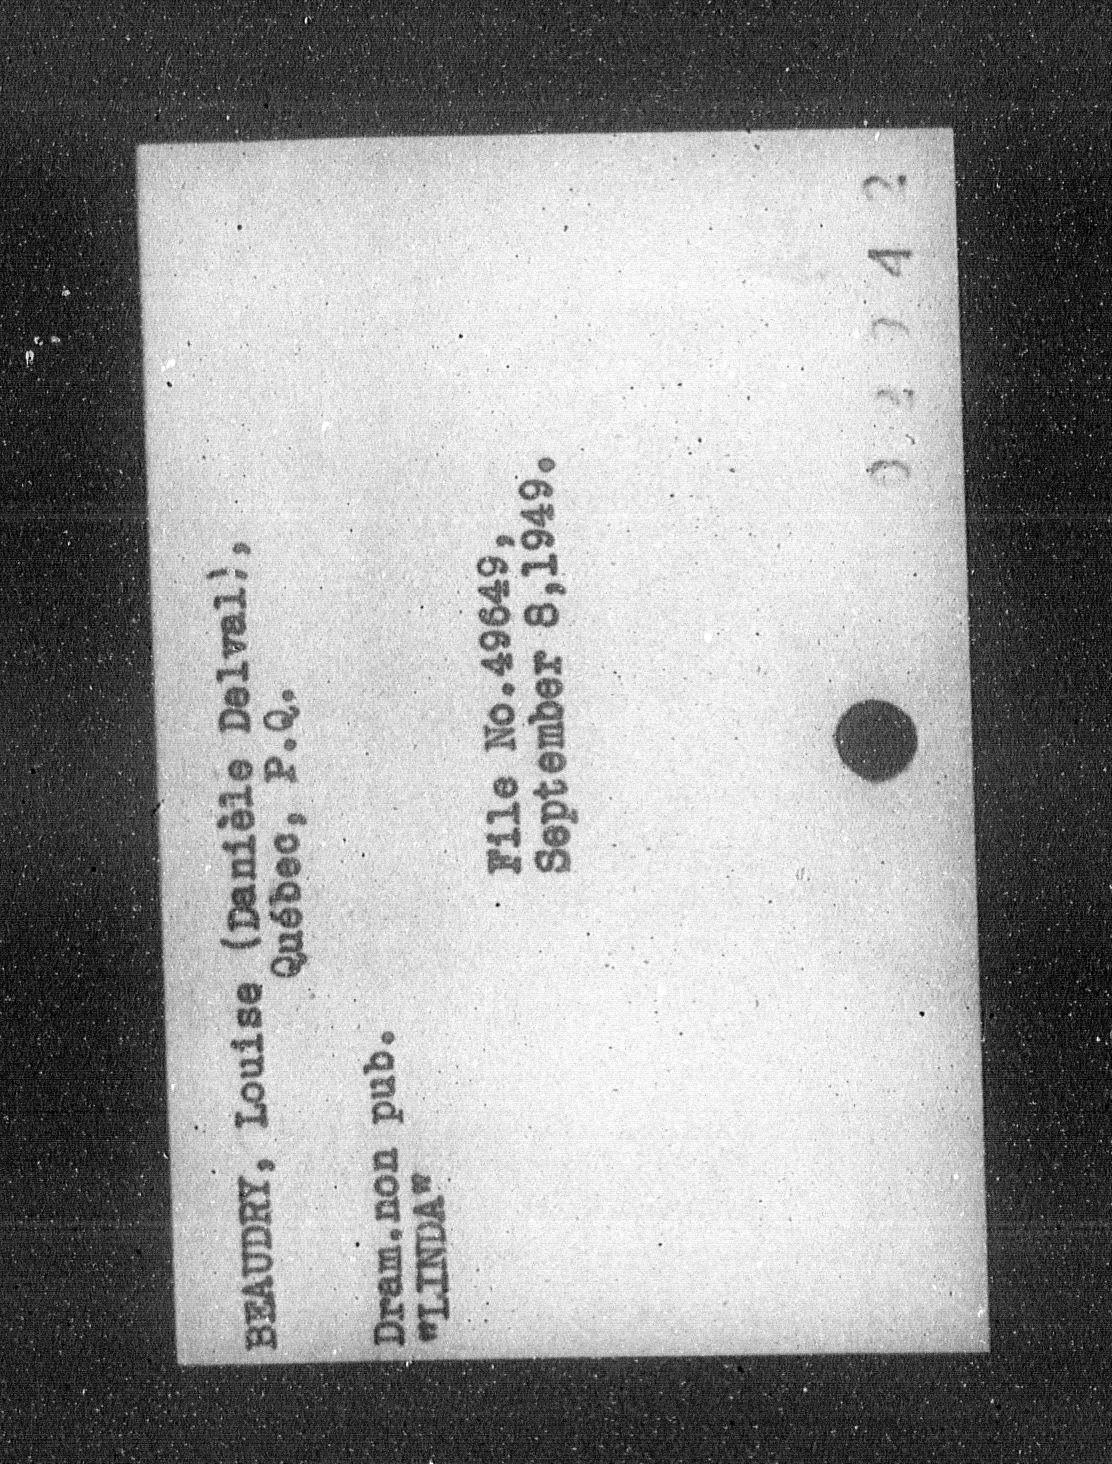 BEAUDRY, Louise (Danièle Delval),
Québec, P.Q.
Dram.non pub.
"LINDA"
File No.49649,
September 8,1949.